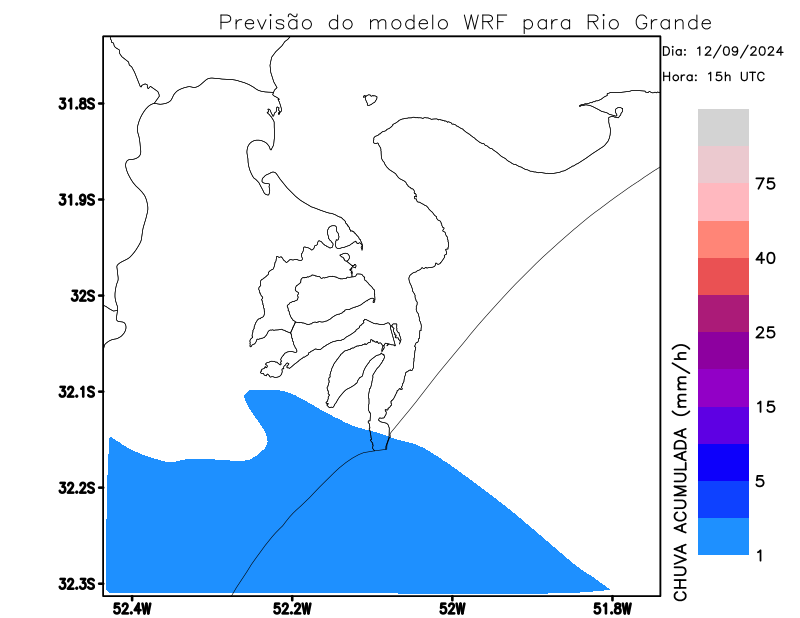 Previsão do modelo WRF para Rio Grande
Dia: 12/09/2024
Hora: 15h UTC
31.8S
31.9S
32S
32.1S
32.2S
32.3S
52.4W
52.2W
52W
51.8W
CHUVA ACUMULADA (mm/h)
75
40
25
15
5
1